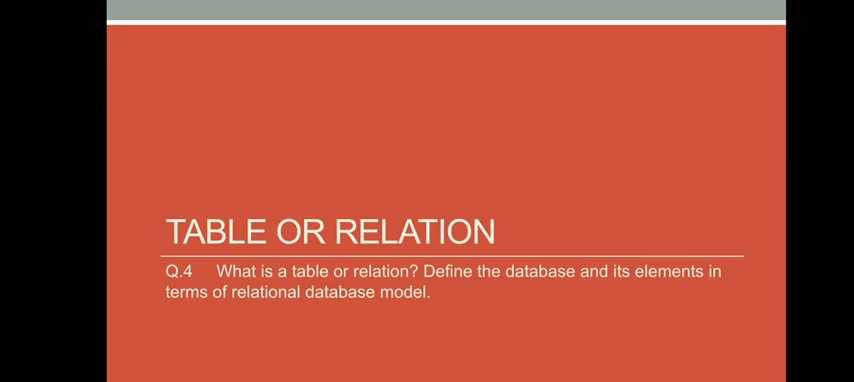 TABLE OR RELATION
Q.4 What is a table or relation? Define the database and its elements in
terms of relational database model.